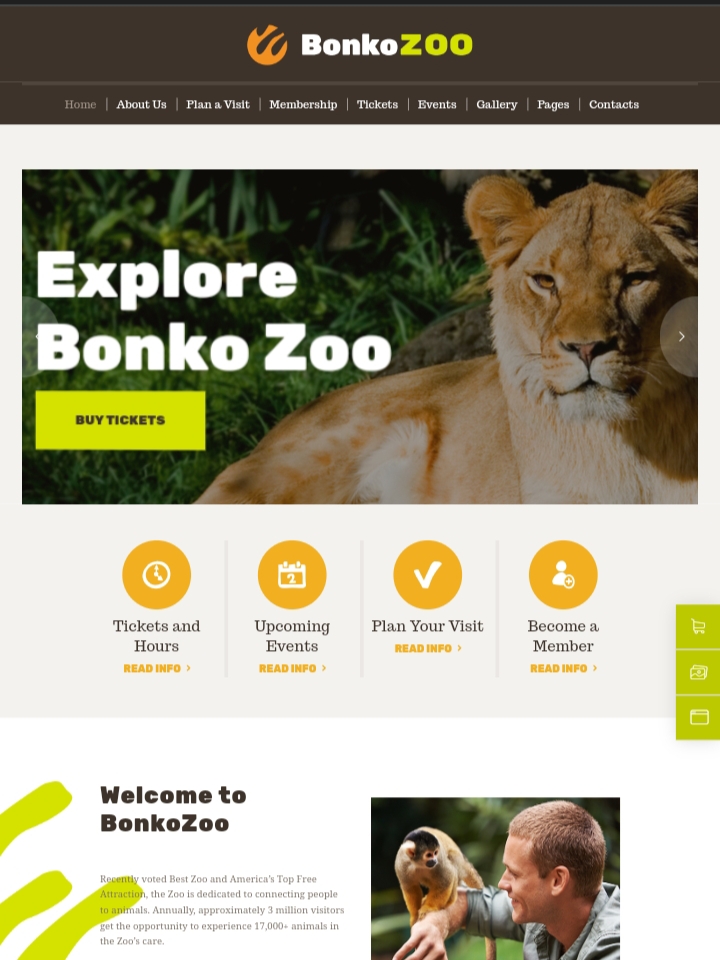 BonkoZOO
Home
About Us
Plan a Visit
Membership
Tickets
Events
Gallery
Pages
Contacts
Explore
Bonko Zoo
BUY TICKETS
2
Tickets and
Hours
READ INFO
Upcoming
Events
READ INFO
Plan Your Visit
READ INFO
Become a
Member
READ INFO
Welcome to
BonkoZoo
Recently voted Best Zoo and America's Top Free
Attraction, the Zoo is dedicated to connecting people
to animals. Annually, approximately 3 million visitors
get the opportunity to experience 17,000+ animals in
the Zoo's care.